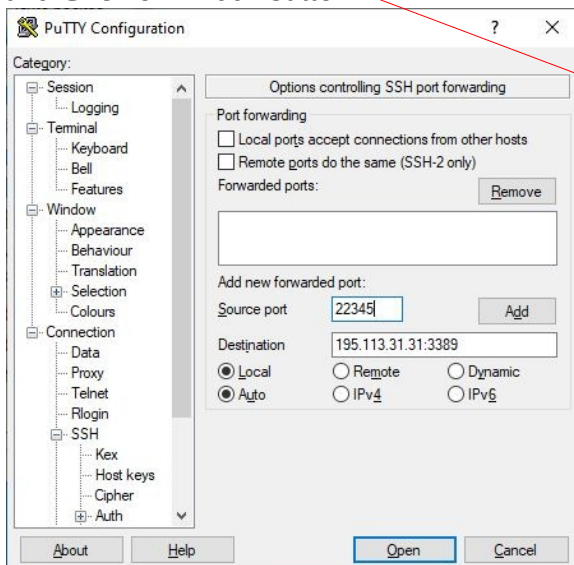 PuTTY Configuration ? ×
Category:
Session
Logging
Terminal
Keyboard
Bell
Features
Window
Appearance
Behaviour
Translation
Selection
Colours
Connection
Data
Proxy
Telnet
Rlogin
SSH
Kex
Host keys
Cipher
Auth
Options controlling SSH port forwarding
Port forwarding
Local ports accept connections from other hosts
Remote ports do the same (SSH-2 only)
Forwarded ports: Remove
Add new forwarded port:
Source port 22345 Add
Destination 195.113.31.31:3389
Local Remote Dynamic
Auto IPv4 IPv6
About Help Open Cancel